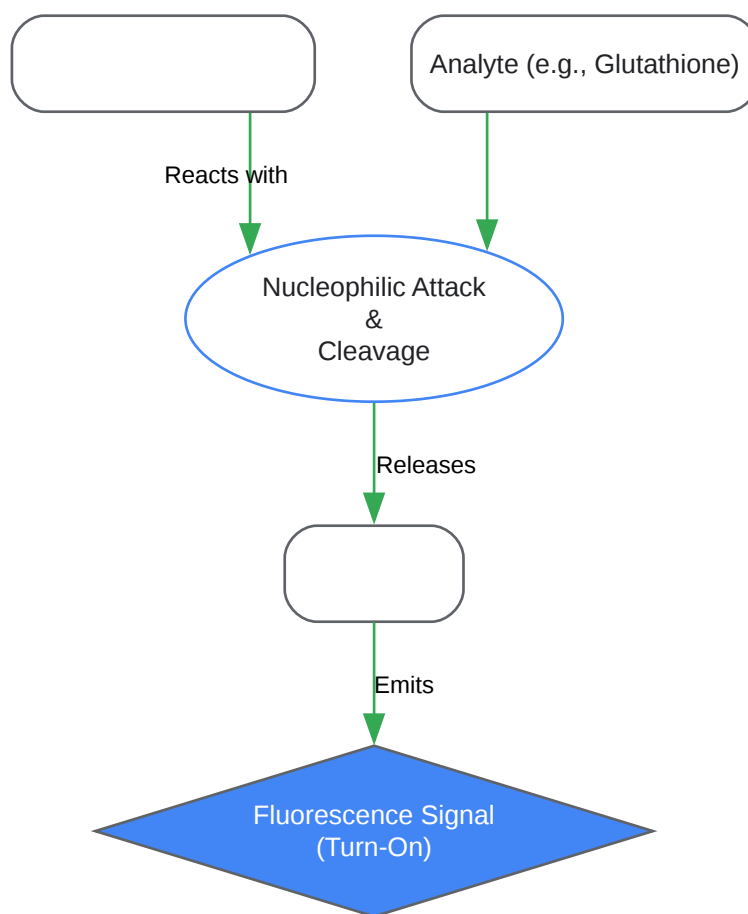 Analyte (e.g., Glutathione)
Reacts with
Nucleophilic Attack
&
Cleavage
Releases
Emits
Fluorescence Signal
(Turn-On)